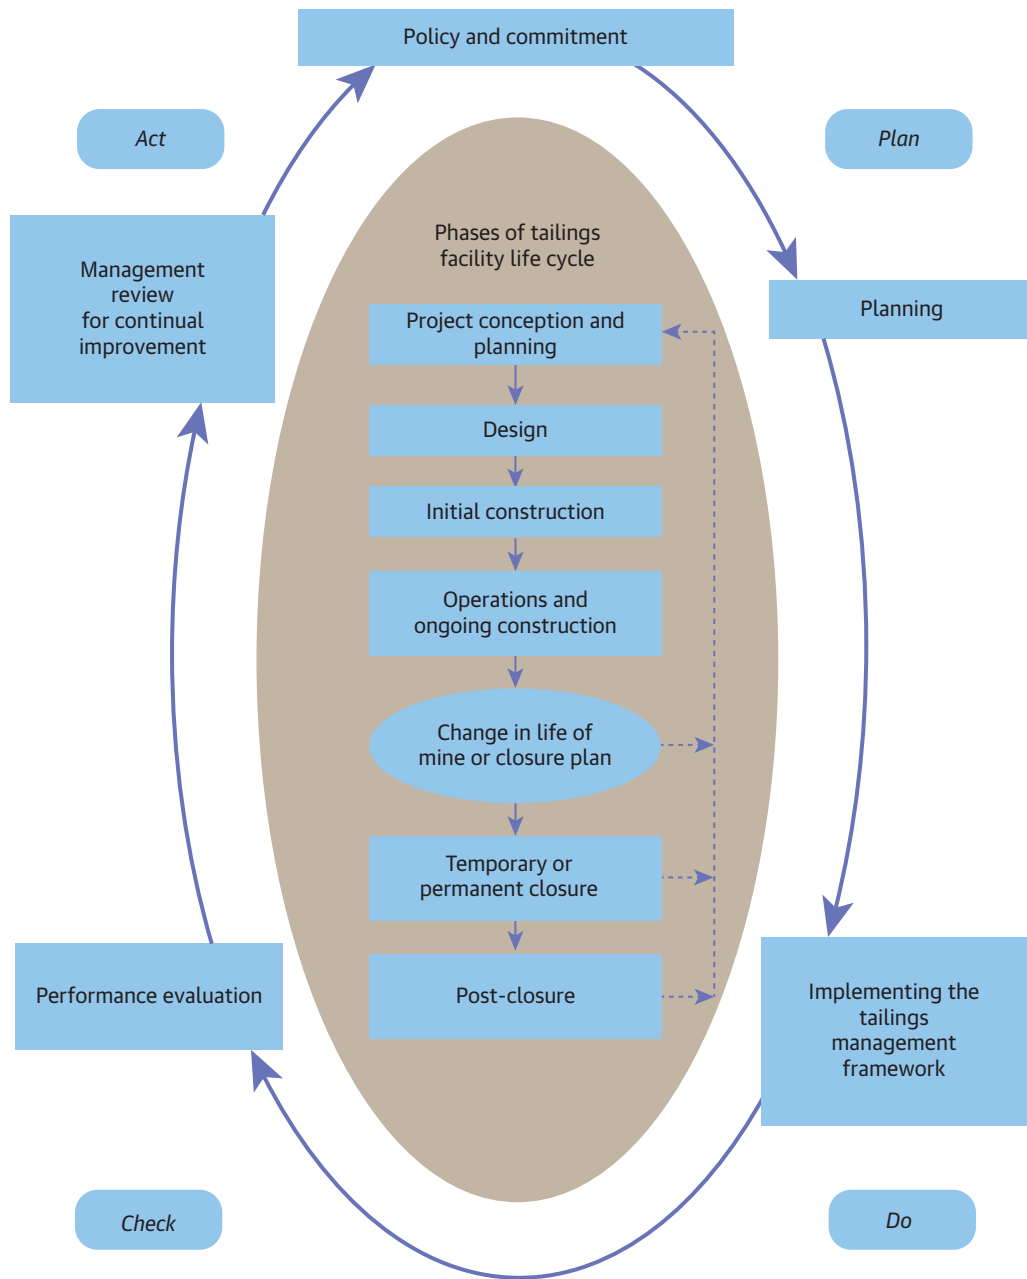 Policy and commitment
Act
Plan
Management
review
for continual
improvement
Planning
Phases of tailings
facility life cycle
Project conception and
planning
Design
Initial construction
Operations and
ongoing construction
Change in life of
mine or closure plan
Temporary or
permanent closure
Post-closure
Performance evaluation
Implementing the
tailings
management
framework
Check
Do